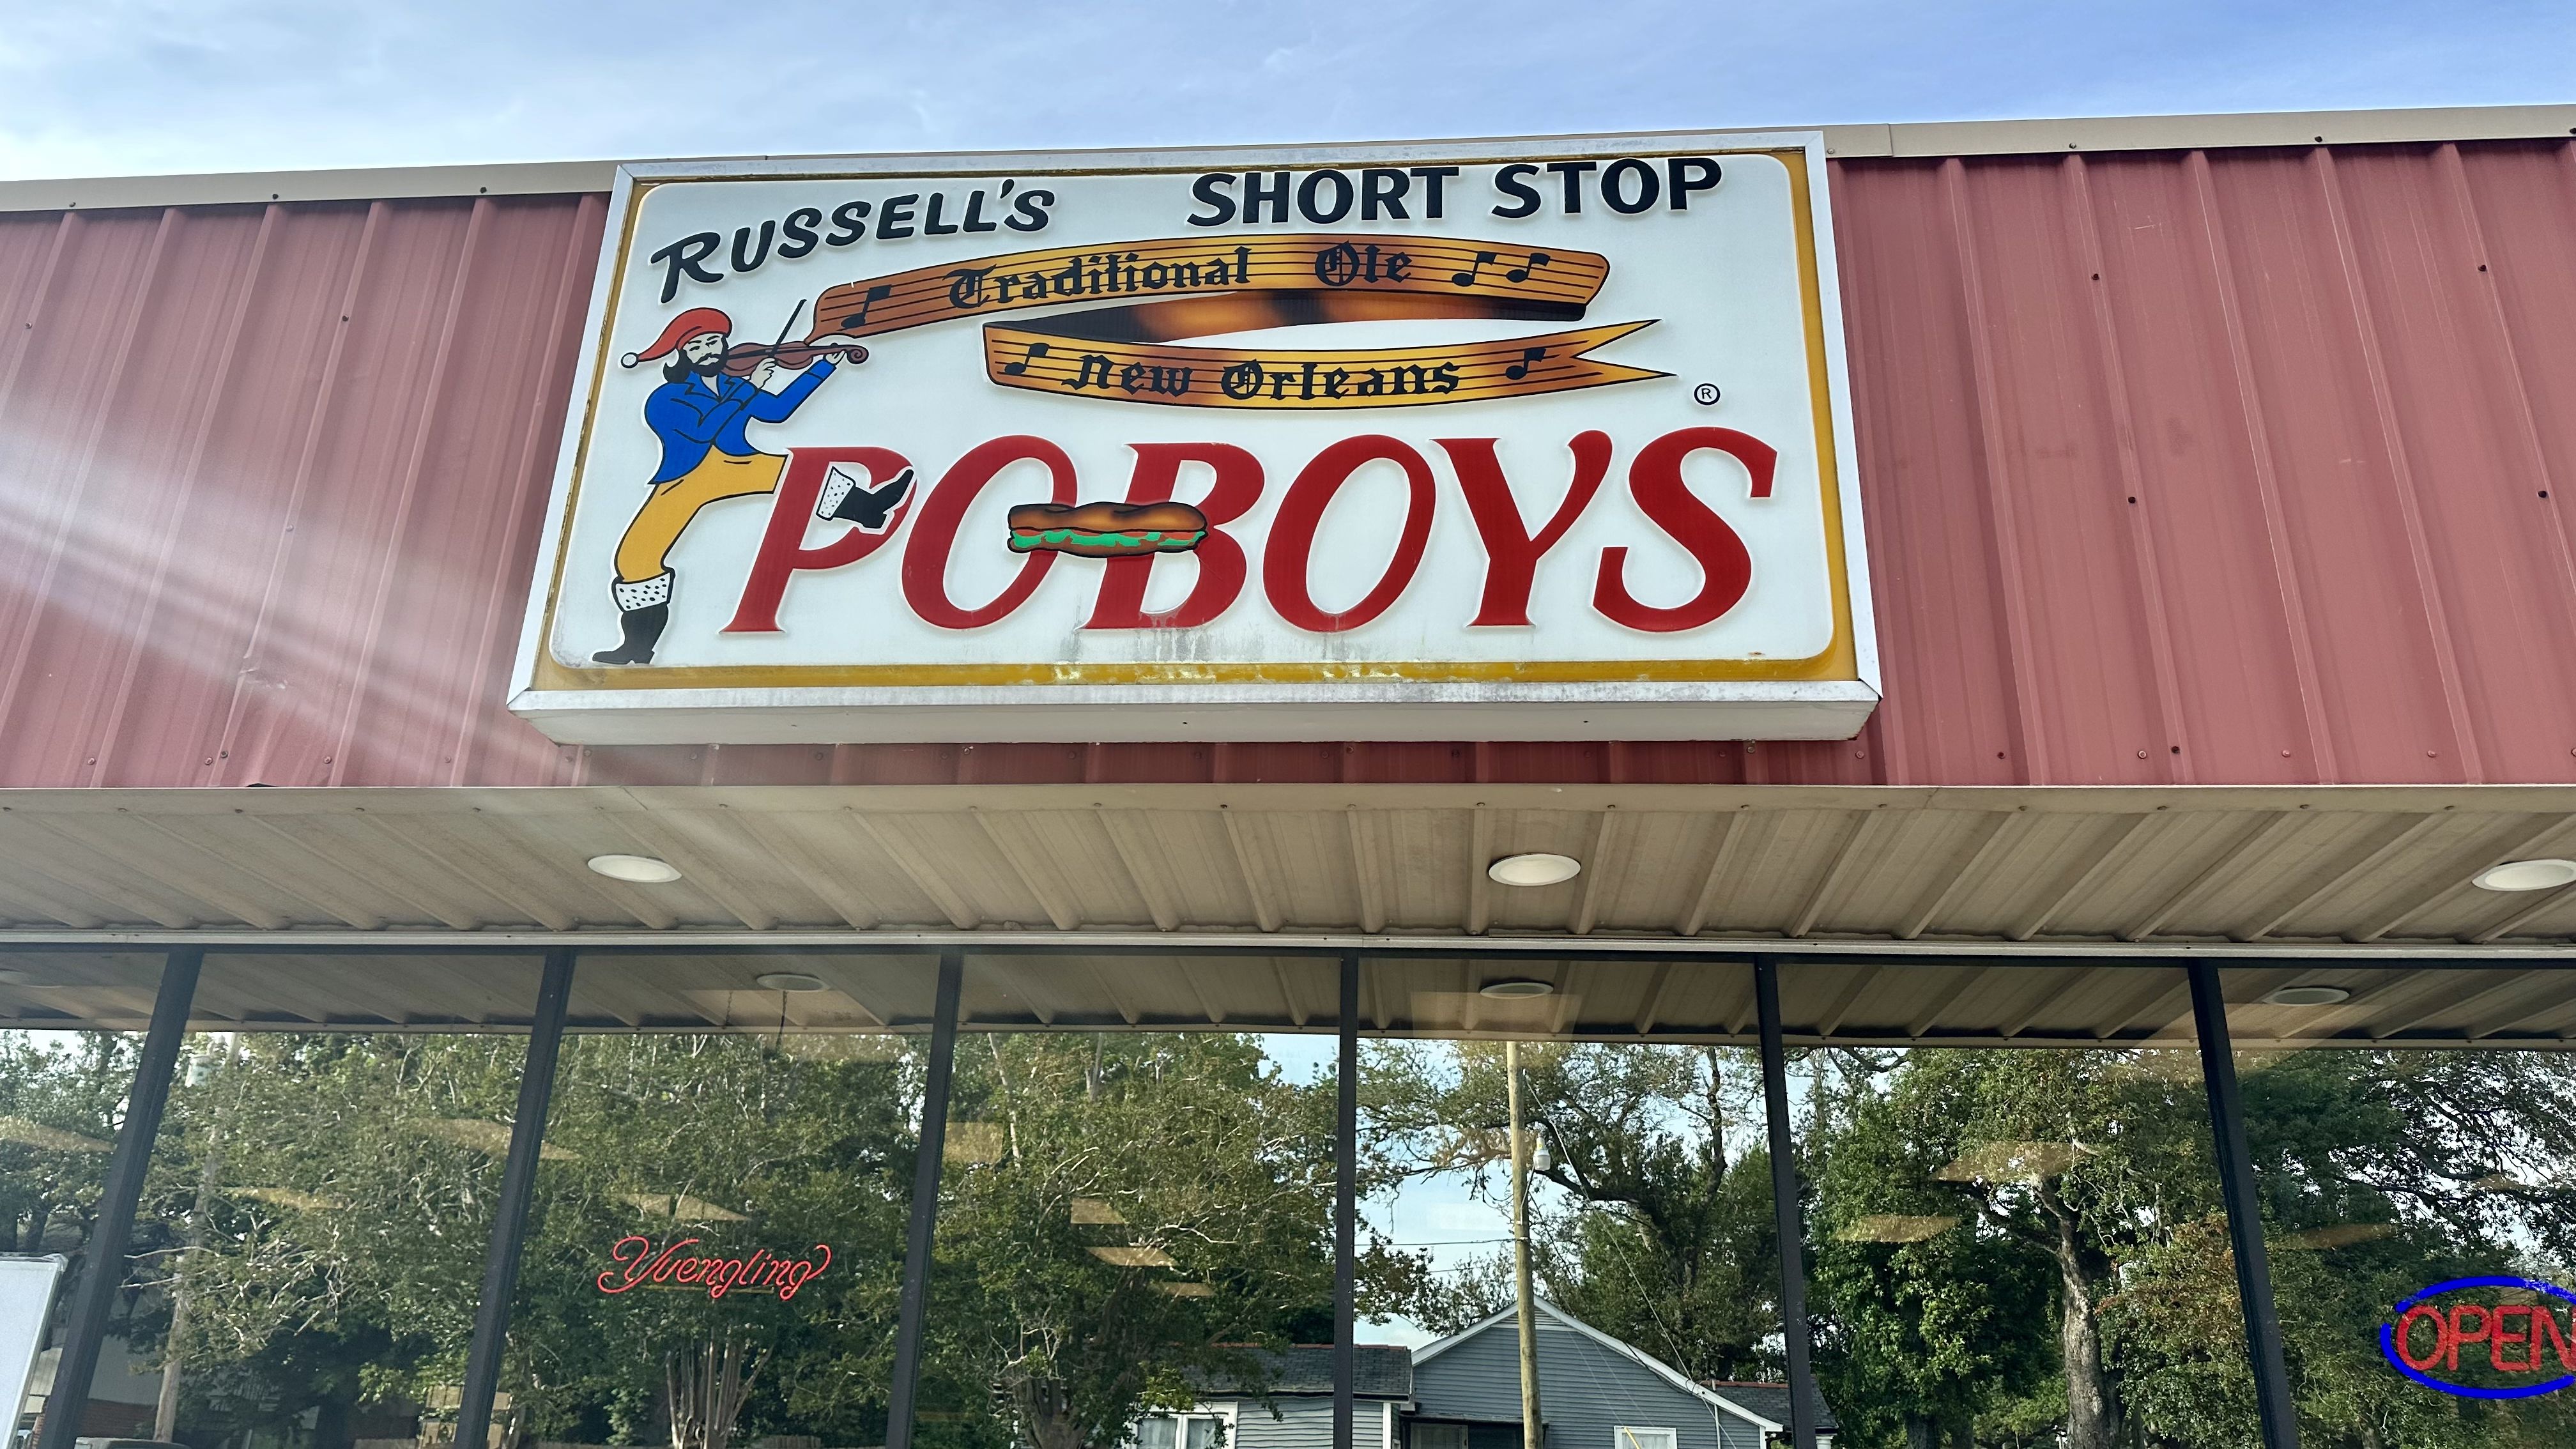 RUSSELL'S SHORT STOP
Traditional Ole
New Orleans
®
POBOYS
Yuengling
OPEN